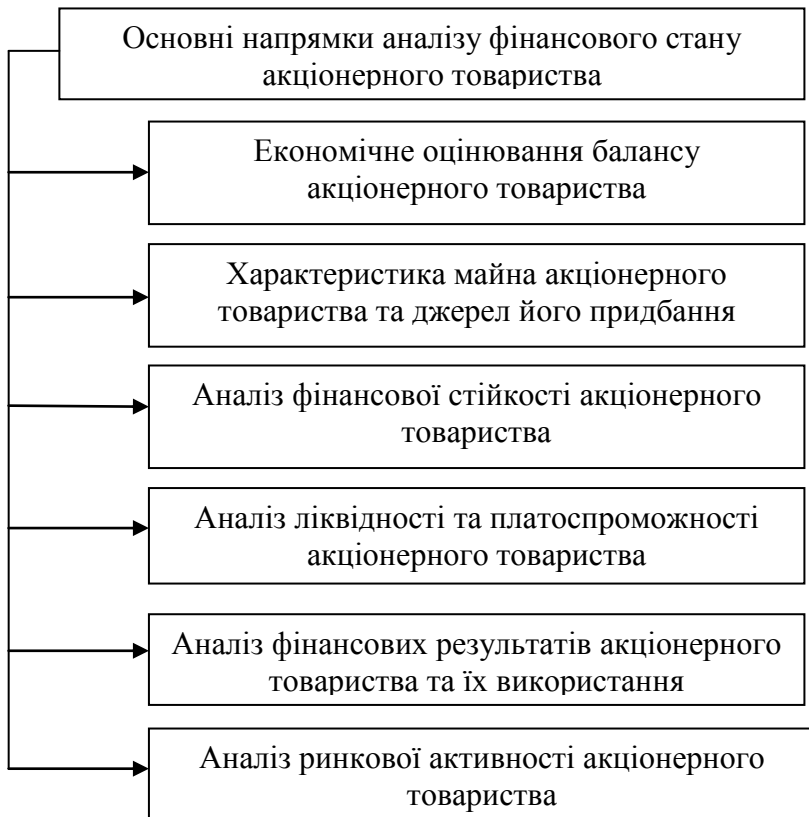 Основні напрямки аналізу фінансового стану
акціонерного товариства
Економічне оцінювання балансу
акціонерного товариства
Характеристика майна акціонерного
товариства та джерел його придбання
Аналіз фінансової стійкості акціонерного
товариства
Аналіз ліквідності та платоспроможності
акціонерного товариства
Аналіз фінансових результатів акціонерного
товариства та їх використання
Аналіз ринкової активності акціонерного
товариства